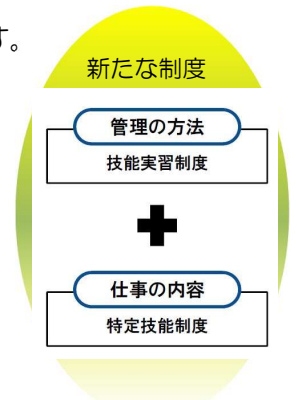 す。
新たな制度
管理の方法
技能実習制度
仕事の内容
特定技能制度